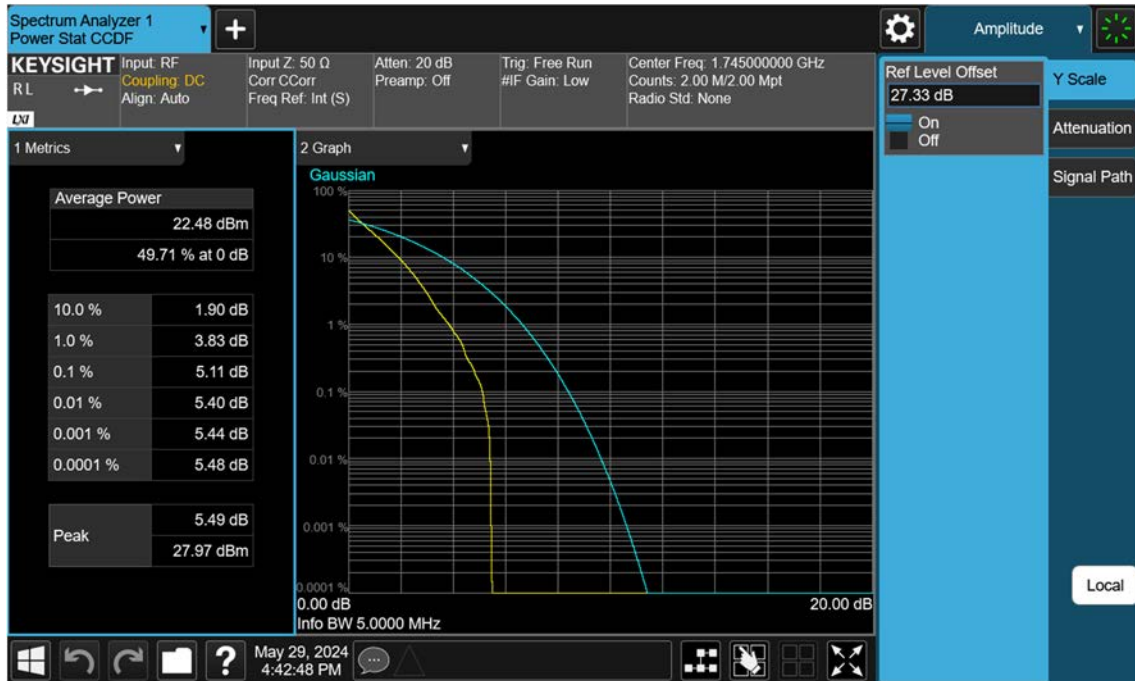 Spectrum Analyzer 1
Power Stat CCDF
+
Amplitude
KEYSIGHT
R L
LXI
Input: RF
Coupling: DC
Align: Auto
Input Z: 50 Ω
Corr CCorr
Freq Ref: Int (S)
Atten: 20 dB
Preamp: Off
Trig: Free Run
#IF Gain: Low
Center Freq: 1.745000000 GHz
Counts: 2.00 M/2.00 Mpt
Radio Std: None
Ref Level Offset
27.33 dB
On
Off
Y Scale
Attenuation
Signal Path
1 Metrics
Average Power
22.48 dBm
49.71 % at 0 dB
10.0 % 1.90 dB
1.0 % 3.83 dB
0.1 % 5.11 dB
0.01 % 5.40 dB
0.001 % 5.44 dB
0.0001 % 5.48 dB
Peak
5.49 dB
27.97 dBm
2 Graph
Gaussian
100 %
10 %
1 %
0.1 %
0.01 %
0.001 %
0.0001 %
0.00 dB 20.00 dB
Info BW 5.0000 MHz
Local
?
May 29, 2024
4:42:48 PM